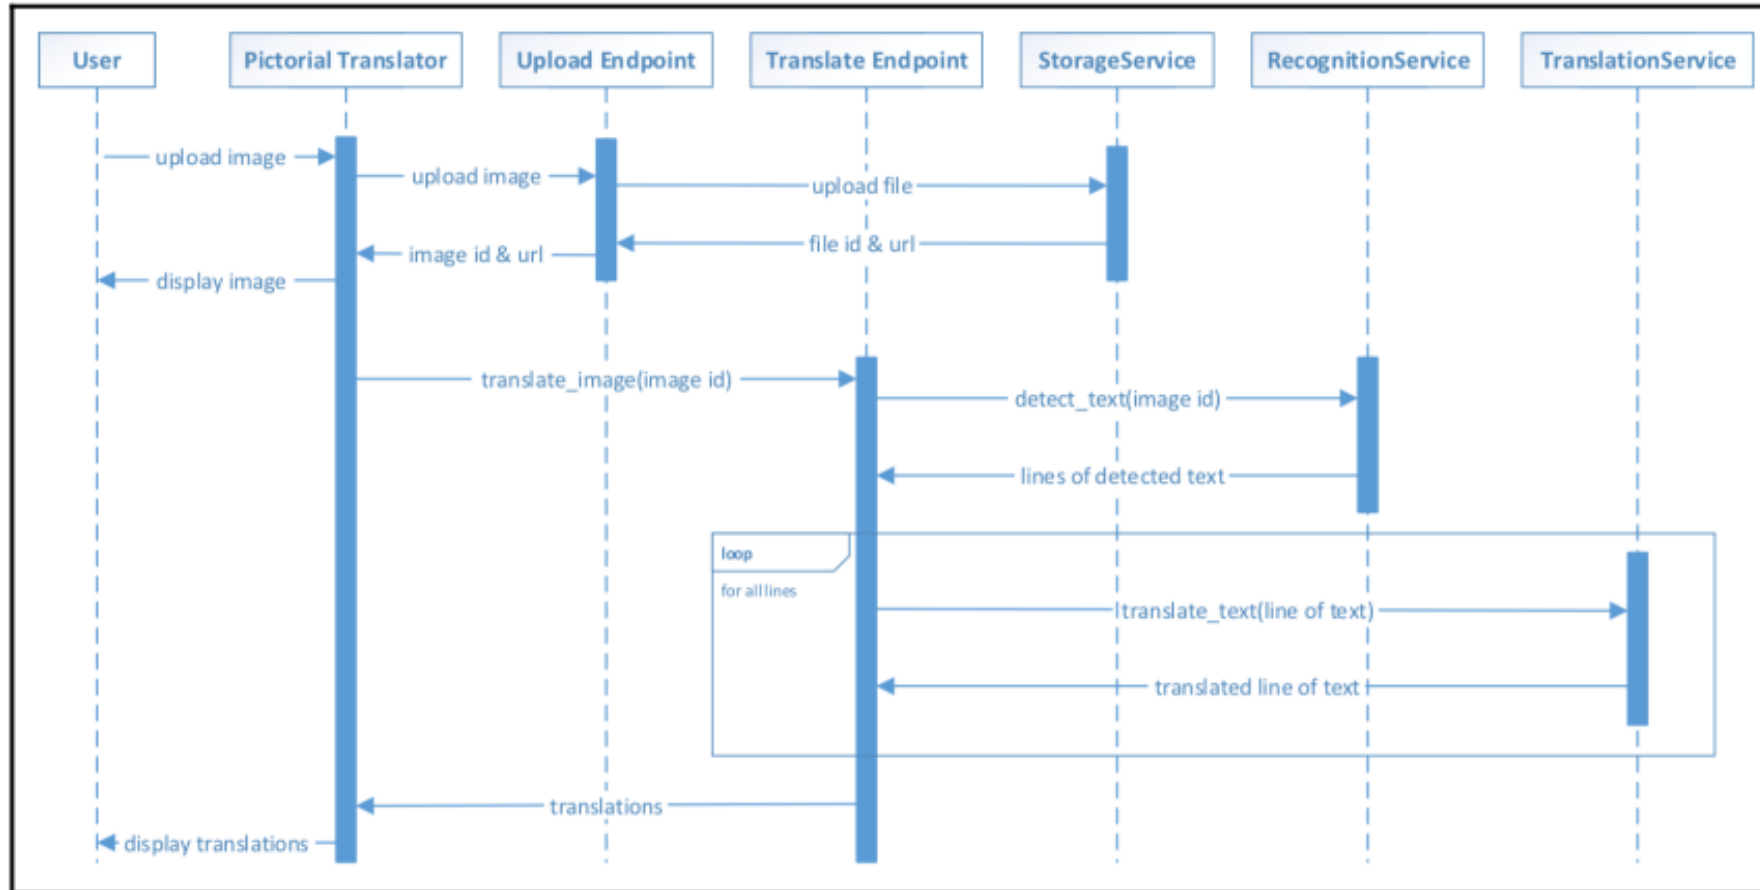 User
Pictorial Translator
Upload Endpoint
Translate Endpoint
StorageService
RecognitionService
TranslationService
upload image
upload image
upload file
file id & url
image id & url
display image
translate_image(image id)
detect_text(image id)
lines of detected text
loop
for all lines
translate_text(line of text)
translated line of text
translations
display translations